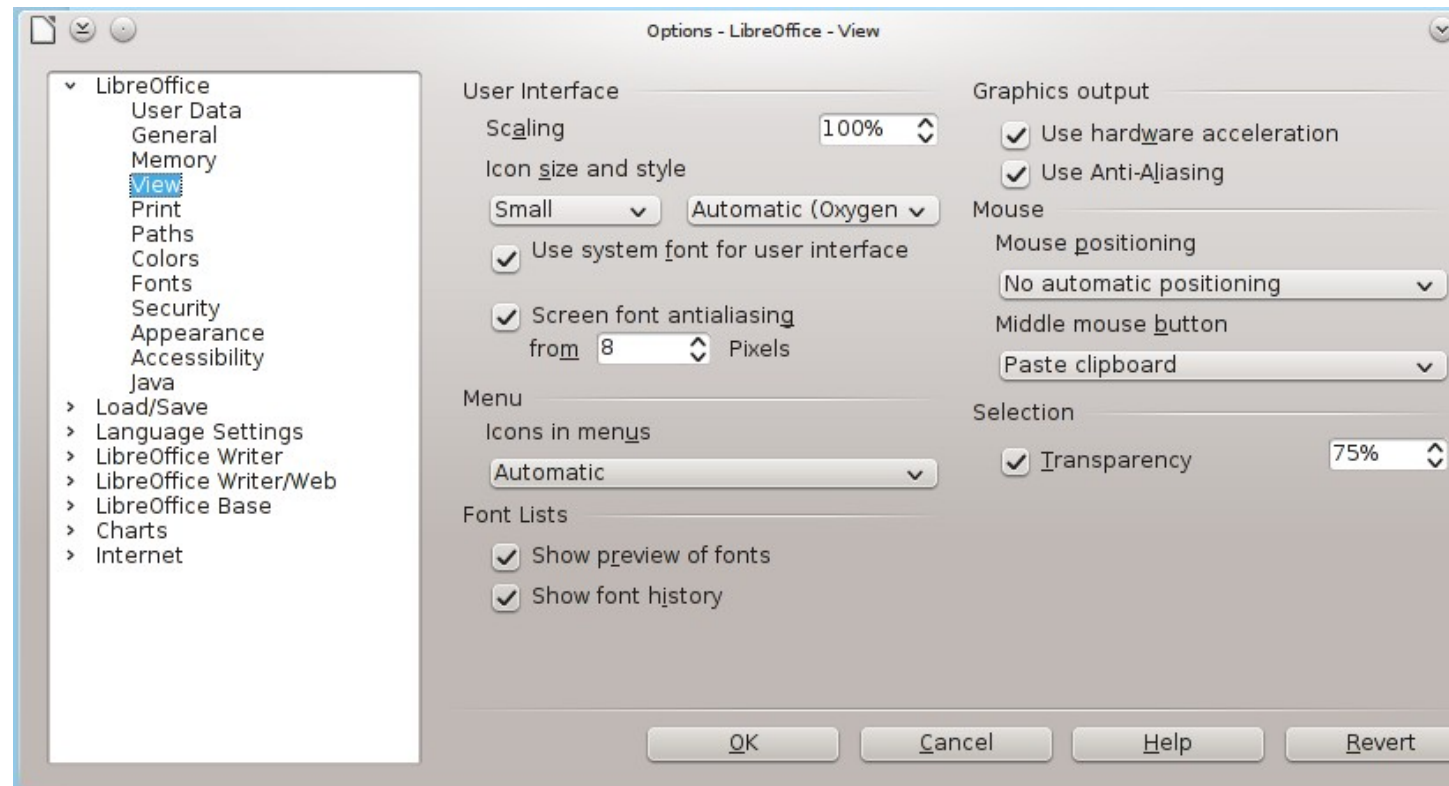 Options - LibreOffice - View
LibreOffice
User Data
General
Memory
View
Print
Paths
Colors
Fonts
Security
Appearance
Accessibility
Java
Load/Save
Language Settings
LibreOffice Writer
LibreOffice Writer/Web
LibreOffice Base
Charts
Internet
User Interface
Scaling 100%
Icon size and style
Small Automatic (Oxygen
Use system font for user interface
Screen font antialiasing
from 8 Pixels
Menu
Icons in menus
Automatic
Font Lists
Show preview of fonts
Show font history
Graphics output
Use hardware acceleration
Use Anti-Aliasing
Mouse
Mouse positioning
No automatic positioning
Middle mouse button
Paste clipboard
Selection
Transparency 75%
OK Cancel Help Revert